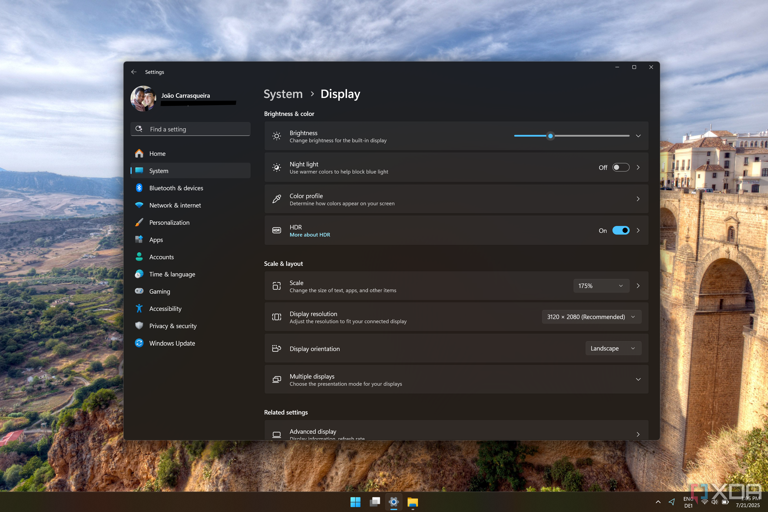 Settings
João Carrasqueira
Find a setting
Home
System
Bluetooth & devices
Network & internet
Personalization
Apps
Accounts
Time & language
Gaming
Accessibility
Privacy & security
Windows Update
System › Display
Brightness & color
Brightness
Change brightness for the built-in display
Night light
Use warmer colors to help block blue light
Off
Color profile
Determine how colors appear on your screen
HDR
More about HDR
On
Scale & layout
Scale
Change the size of text, apps, and other items
175%
Display resolution
Adjust the resolution to fit your connected display
3120 × 2080 (Recommended)
Display orientation
Landscape
Multiple displays
Choose the presentation mode for your displays
Related settings
Advanced display
Display information, refresh rate
ENG
DE1
7/21/2025
XDA